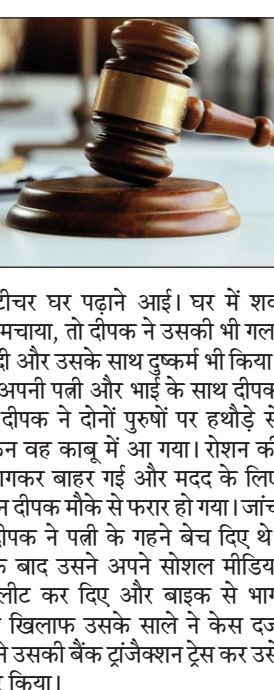 टीचर घर पढ़ाने आई। घर में शव
मचाया, तो दीपक ने उसकी भी गल
दी और उसके साथ दुष्कर्म भी किया
अपनी पत्नी और भाई के साथ दीपक
दीपक ने दोनों पुरुषों पर हथौड़े से
वह काबू में आ गया। रोशन की
बाहर गई और मदद के लिए
दीपक मौके से फरार हो गया। जांच
दीपक ने पत्नी के गहने बेच दिए थे
के बाद उसने अपने सोशल मीडिया
लीट कर दिए और बाइक से भाग
खिलाफ उसके साले ने केस दर्ज
ने उसकी बैंक ट्रांजैक्शन ट्रेस कर उसे
किया।